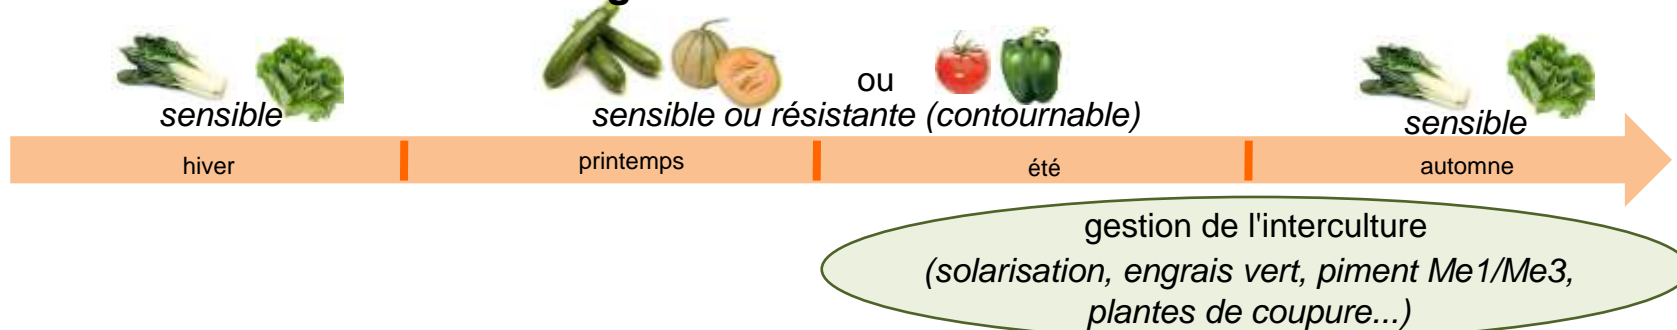 ou
sensible
sensible ou résistante (contournable)
sensible
hiver
printemps
été
automne
gestion de l'interculture
(solarisation, engrais vert, piment Me1/Me3,
plantes de coupure...)